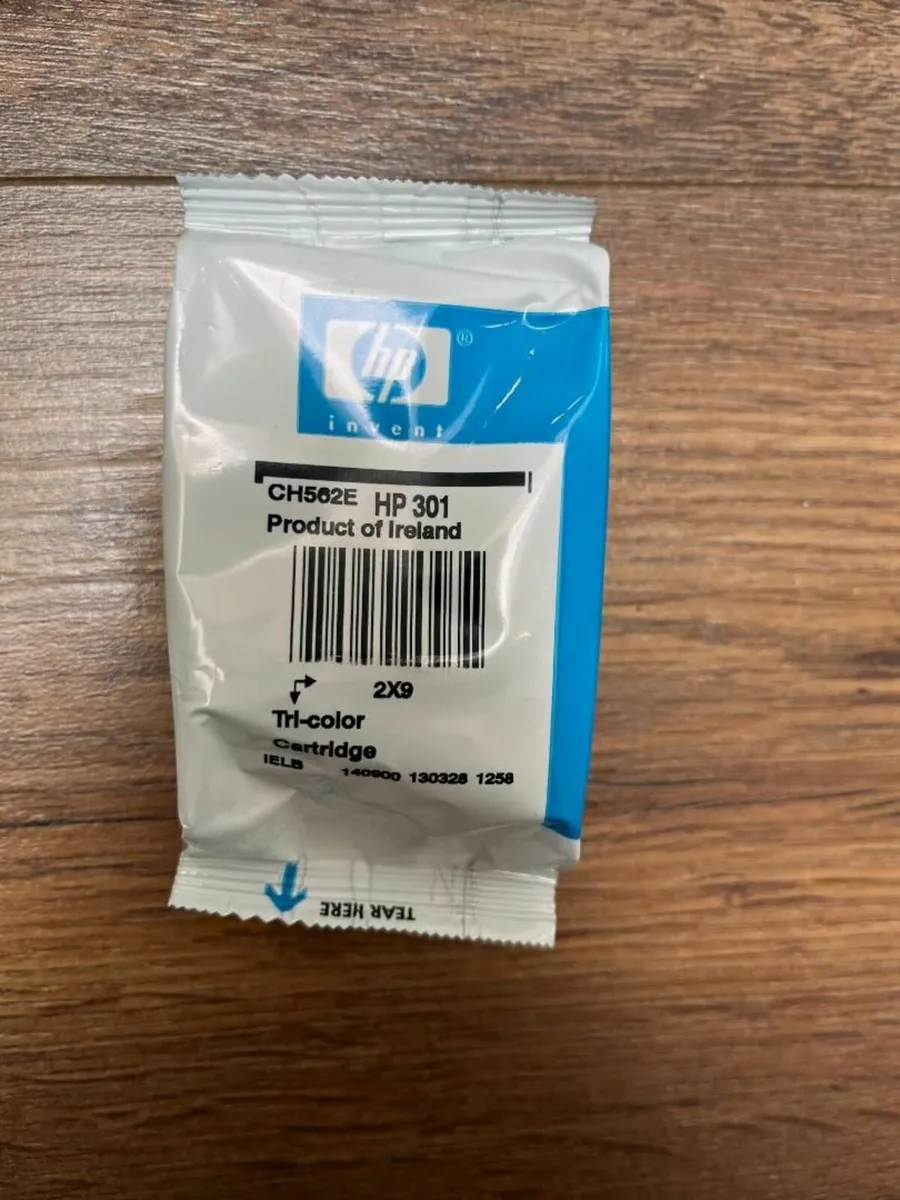 hp®
invent
CH562E HP 301
Product of Ireland
2X9
Tri-color
Cartridge
IELB 140900 130328 1258
TEAR HERE